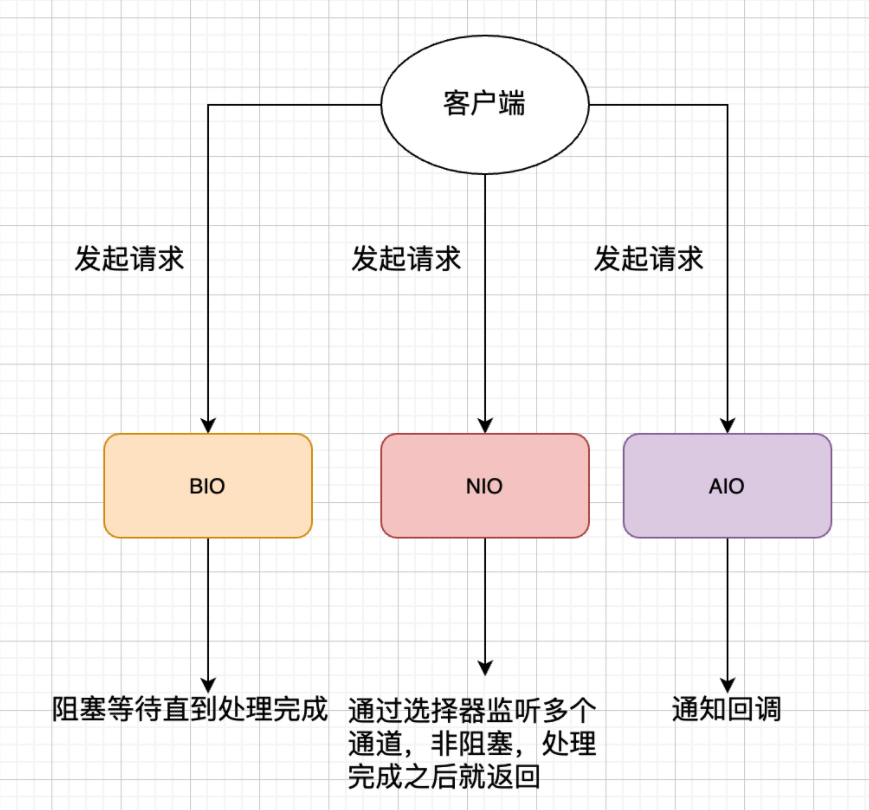 客户端
发起请求
发起请求
发起请求
BIO
NIO
AIO
阻塞等待直到处理完成
通过选择器监听多个
通道，非阻塞，处理
完成之后就返回
通知回调